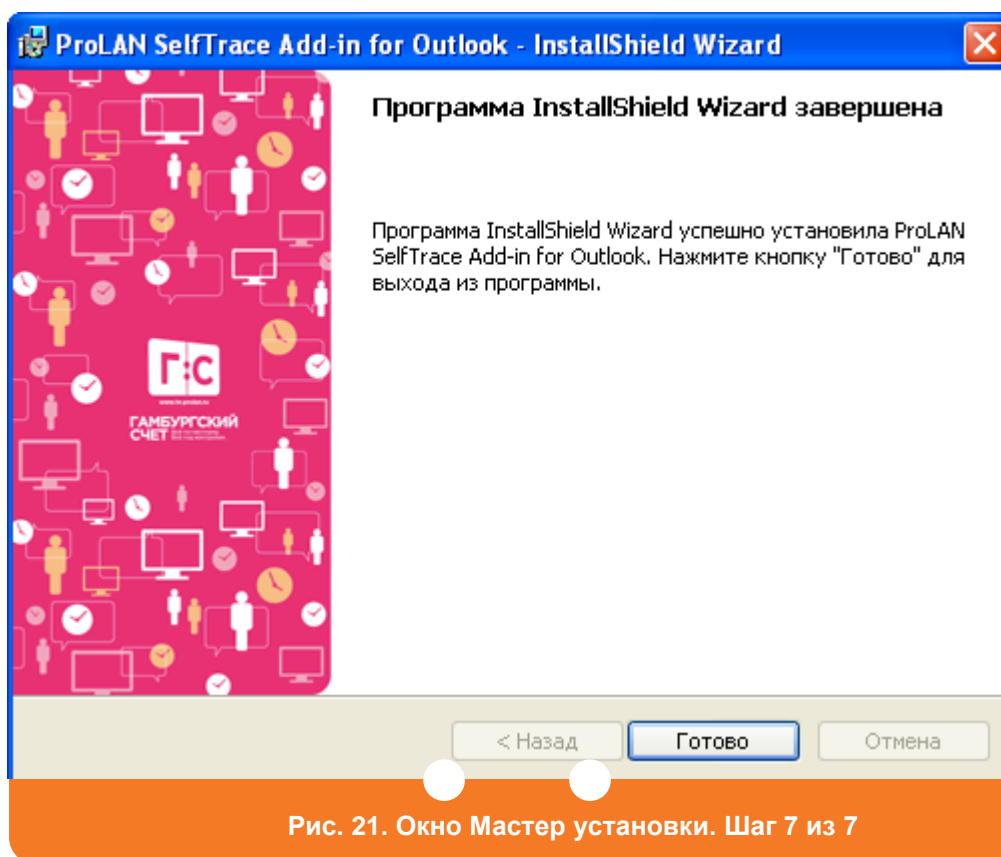 ProLAN SelfTrace Add-in for Outlook - InstallShield Wizard
Программа InstallShield Wizard завершена
Программа InstallShield Wizard успешно установила ProLAN
SelfTrace Add-in for Outlook. Нажмите кнопку "Готово" для
выхода из программы.
Г:С
ГАМБУРГСКИЙ
СЧЕТ
< Назад
Готово
Отмена
Рис. 21. Окно Мастер установки. Шаг 7 из 7